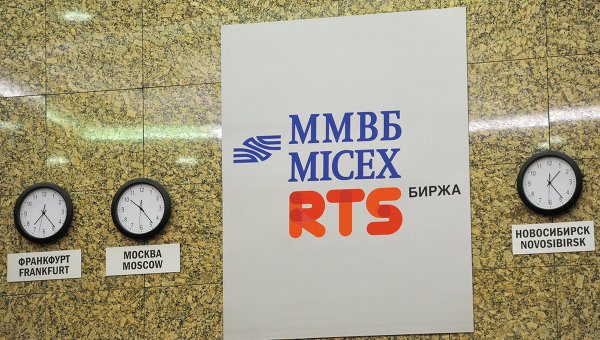 ММВБ
MICEX
RTS БИРЖА
ФРАНКФУРТ
FRANKFURT
МОСКВА
MOSCOW
НОВОСИБИРСК
NOVOSIBIRSK